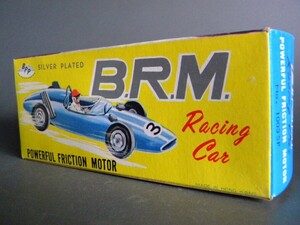 SILVER PLATED
B.R.M.
Racing
Car
3
POWERFUL FRICTION MOTOR
POWERFUL FRICTION MOTOR